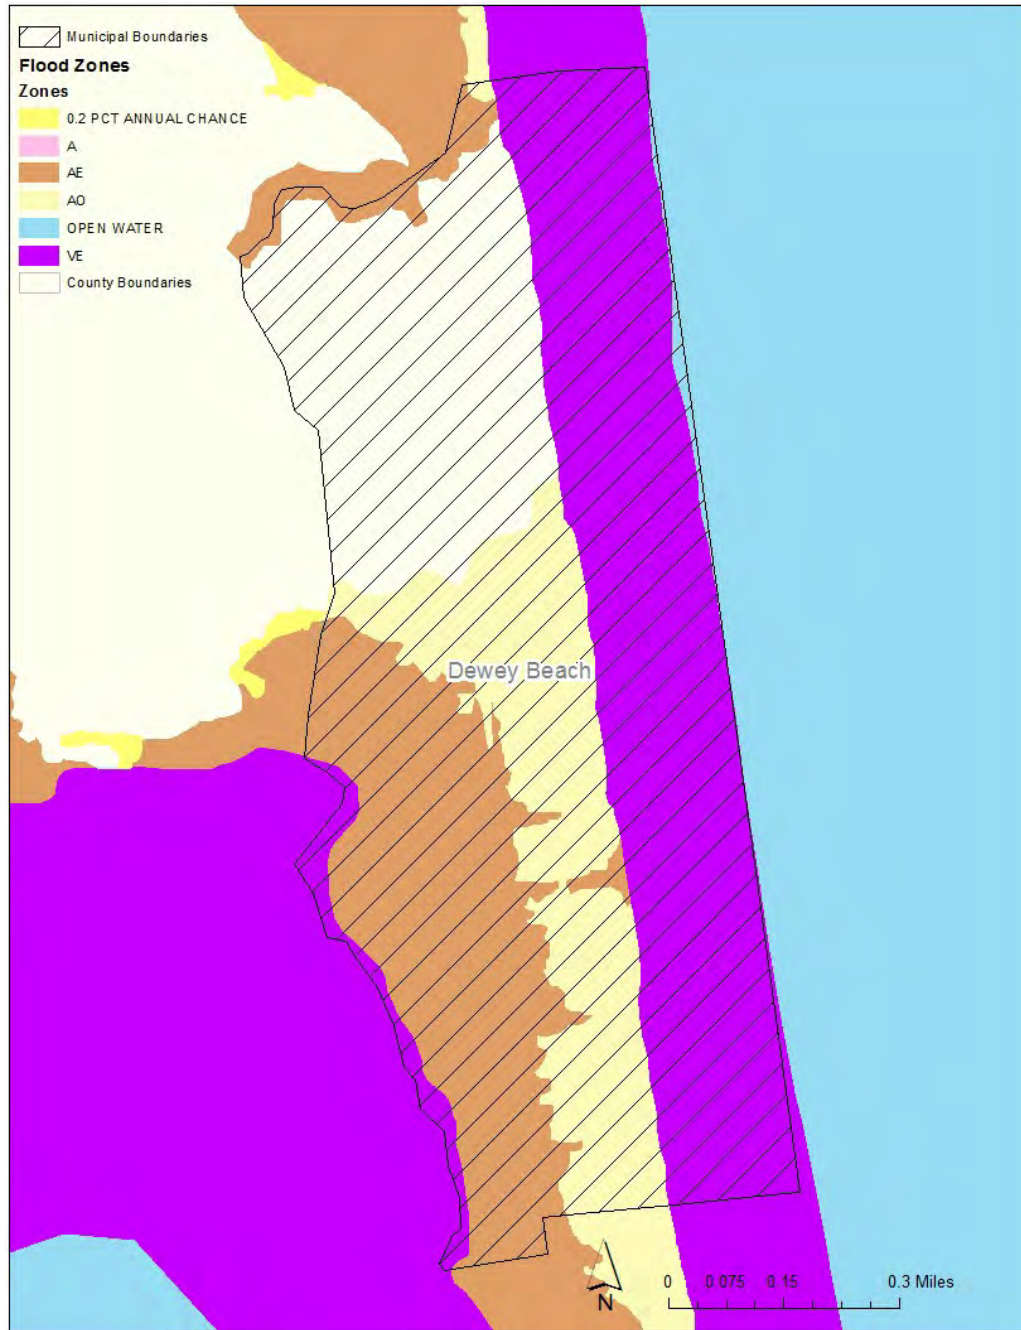 Municipal Boundaries
Flood Zones
Zones
0.2 PCT ANNUAL CHANCE
A
AE
AO
OPEN WATER
VE
County Boundaries
Dewey Beach
N
0 0.075 0.15 0.3 Miles